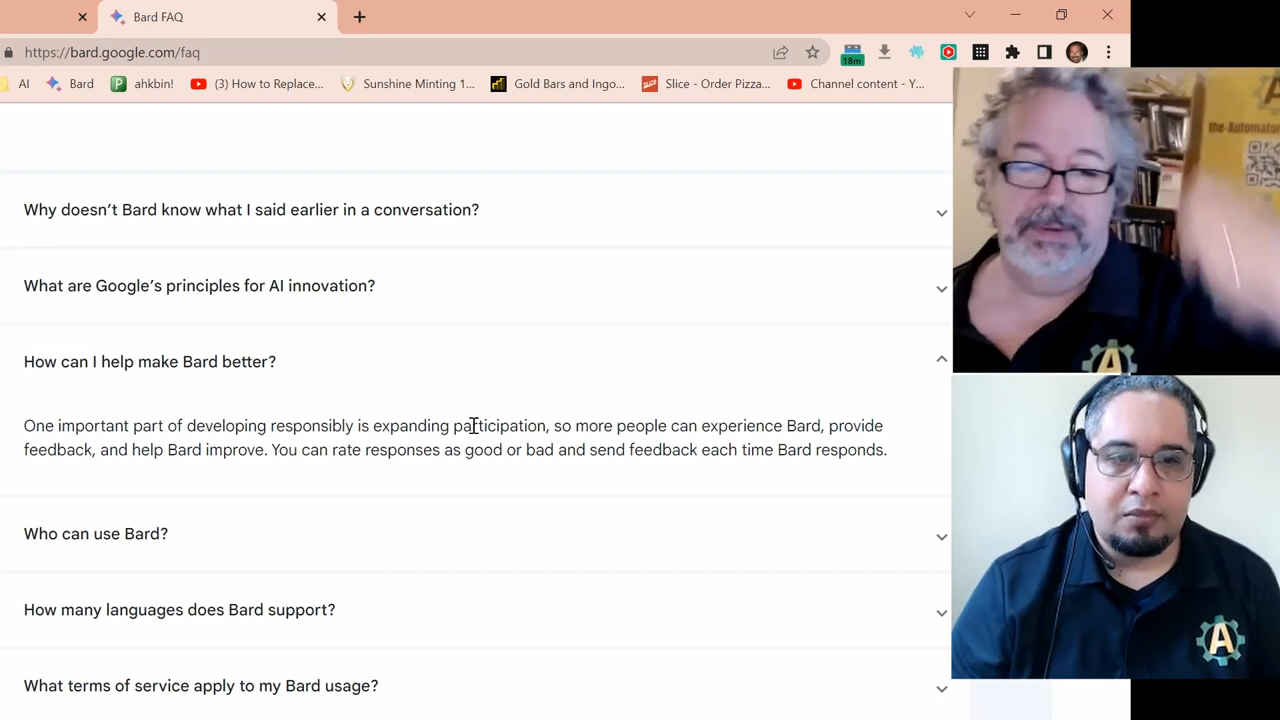 Bard FAQ
https://bard.google.com/faq
18m
AI
Bard
ahkbin!
(3) How to Replace...
Sunshine Minting 1...
Gold Bars and Ingo...
SLICE
Slice - Order Pizza...
Channel content - Y...
the-Automator
Why doesn’t Bard know what I said earlier in a conversation?
What are Google’s principles for AI innovation?
How can I help make Bard better?
One important part of developing responsibly is expanding participation, so more people can experience Bard, provide
feedback, and help Bard improve. You can rate responses as good or bad and send feedback each time Bard responds.
Who can use Bard?
A
How many languages does Bard support?
What terms of service apply to my Bard usage?